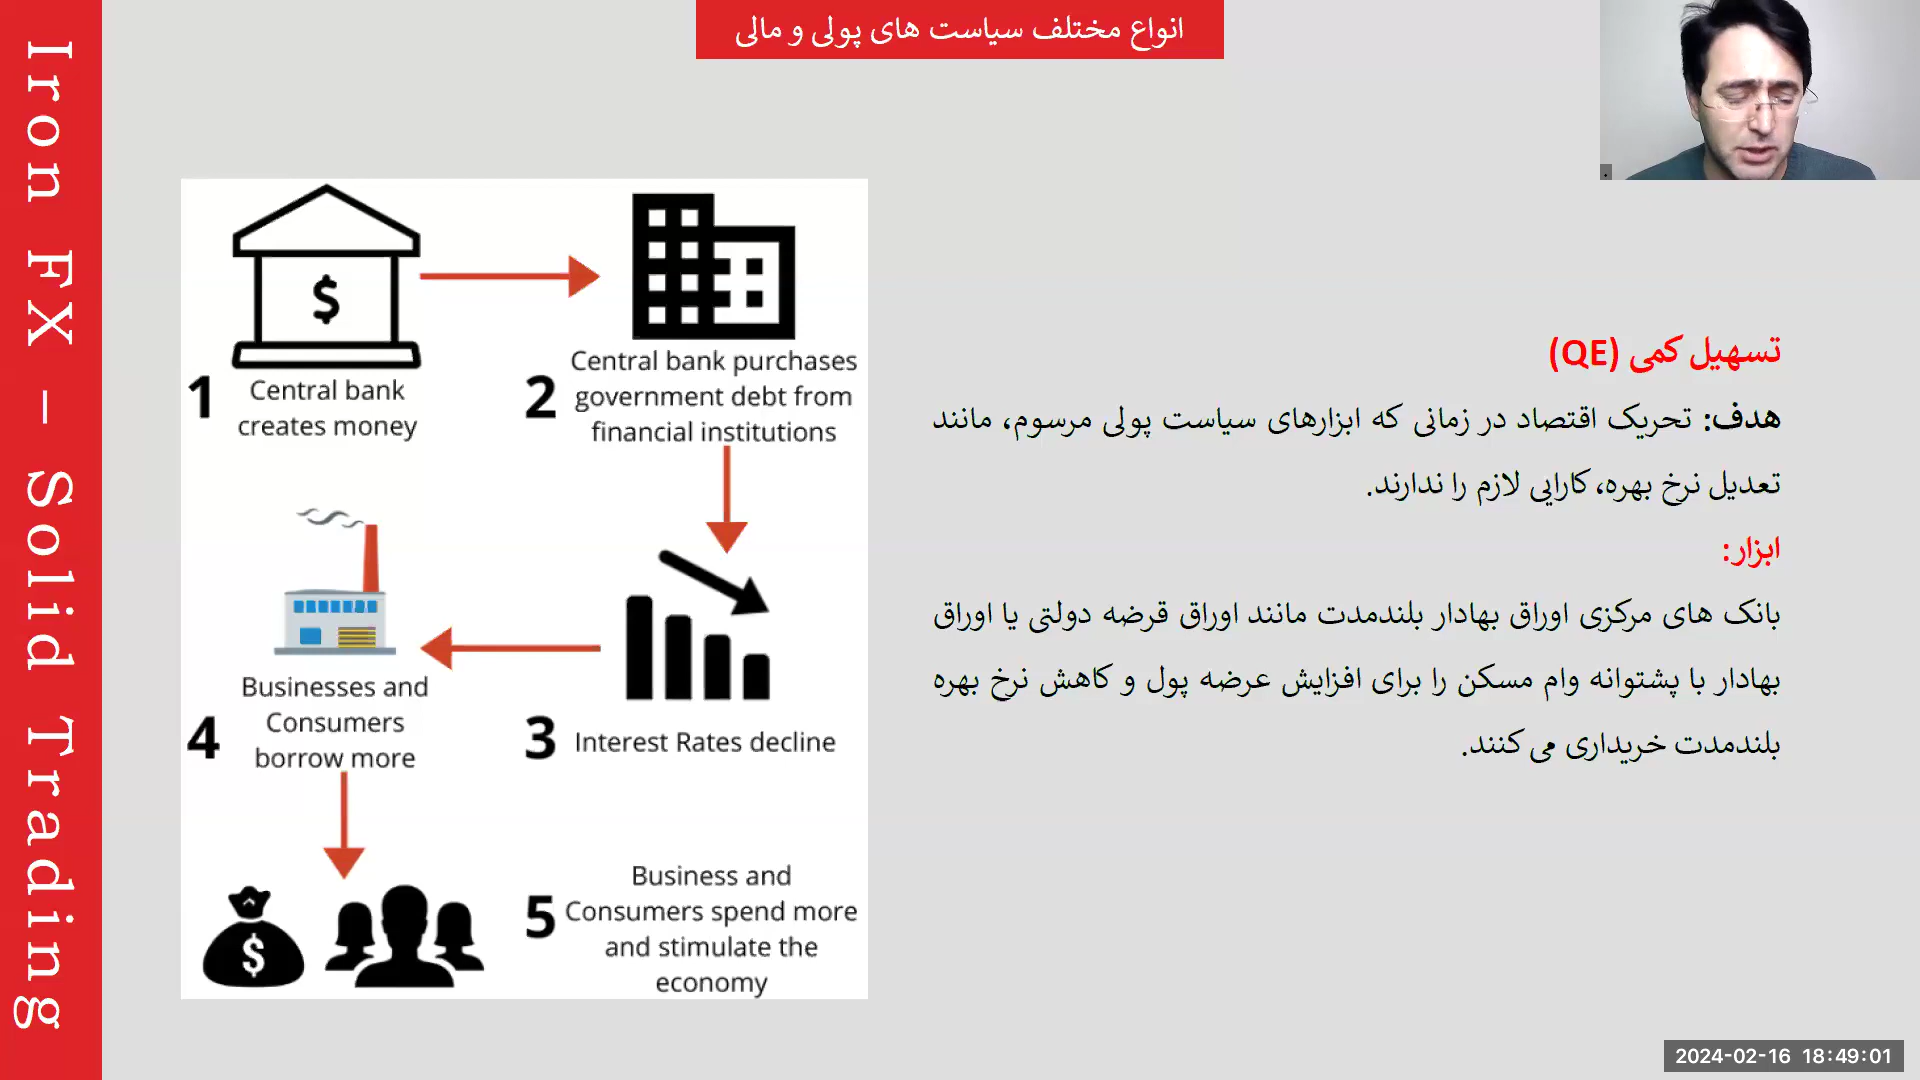 انواع مختلف سیاست های پولی و مالی
Iron FX – Solid Trading
1 Central bank
creates money
2 Central bank purchases
government debt from
financial institutions
3 Interest Rates decline
4 Businesses and
Consumers
borrow more
5 Business and
Consumers spend more
and stimulate the
economy
$
$
تسهیل کمی (QE)
هدف: تحریک اقتصاد در زمانی که ابزارهای سیاست پولی مرسوم، مانند
تعدیل نرخ بهره، کارایی لازم را ندارند.
ابزار:
بانک های مرکزی اوراق بهادار بلندمدت مانند اوراق قرضه دولتی یا اوراق
بهادار با پشتوانه وام مسکن را برای افزایش عرضه پول و کاهش نرخ بهره
بلندمدت خریداری می کنند.
2024-02-16 18:49:01